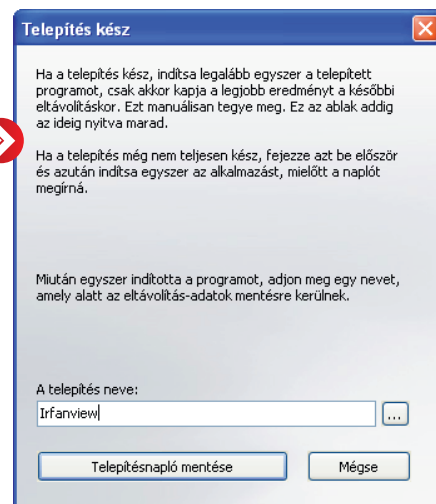 Telepítés kész
Ha a telepítés kész, indítsa legalább egyszer a telepített
programot, csak akkor kapja a legjobb eredményt a későbbi
eltávolításkor. Ezt manuálisan tegye meg. Ez az ablak addig
az ideig nyitva marad.
Ha a telepítés még nem teljesen kész, fejezze azt be először
és azután indítsa egyszer az alkalmazást, mielőtt a naplót
megírná.
Miután egyszer indította a programot, adjon meg egy nevet,
amely alatt az eltávolítás-adatok mentésre kerülnek.
A telepítés neve:
Irfanview
...
Telepítésnapló mentése
Mégse